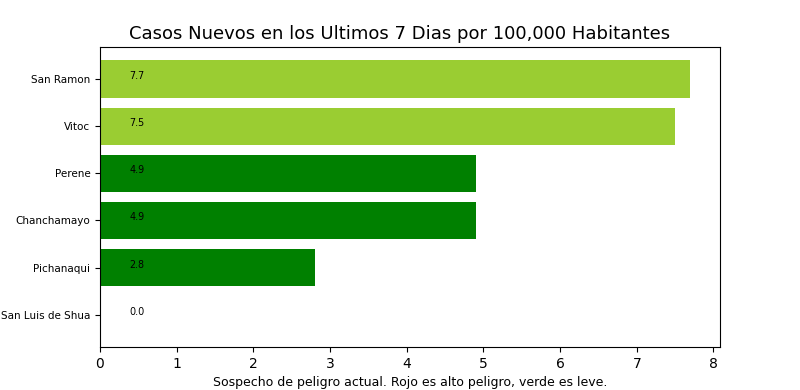 Casos Nuevos en los Ultimos 7 Dias por 100,000 Habitantes
San Ramon 7.7
Vitoc 7.5
Perene 4.9
Chanchamayo 4.9
Pichanaqui 2.8
San Luis de Shua 0.0
0 1 2 3 4 5 6 7 8
Sospecho de peligro actual. Rojo es alto peligro, verde es leve.